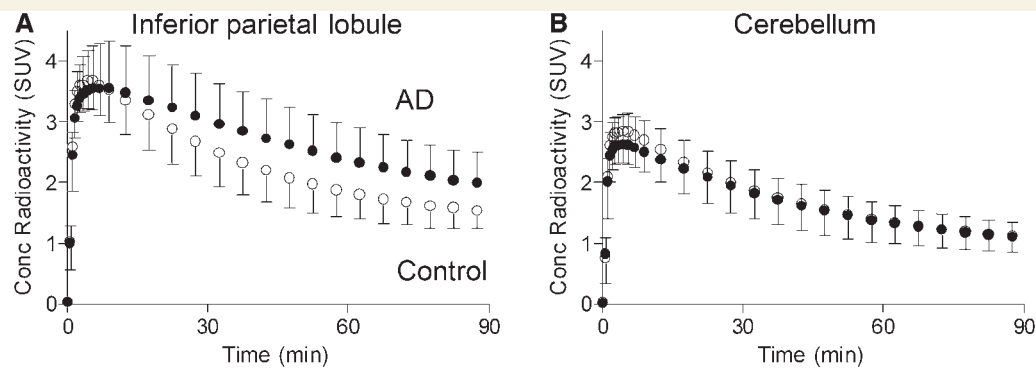 A Inferior parietal lobule
Conc Radioactivity (SUV)
4
3
2
1
0
AD
Control
0 30 60 90
Time (min)
B Cerebellum
Conc Radioactivity (SUV)
4
3
2
1
0
0 30 60 90
Time (min)